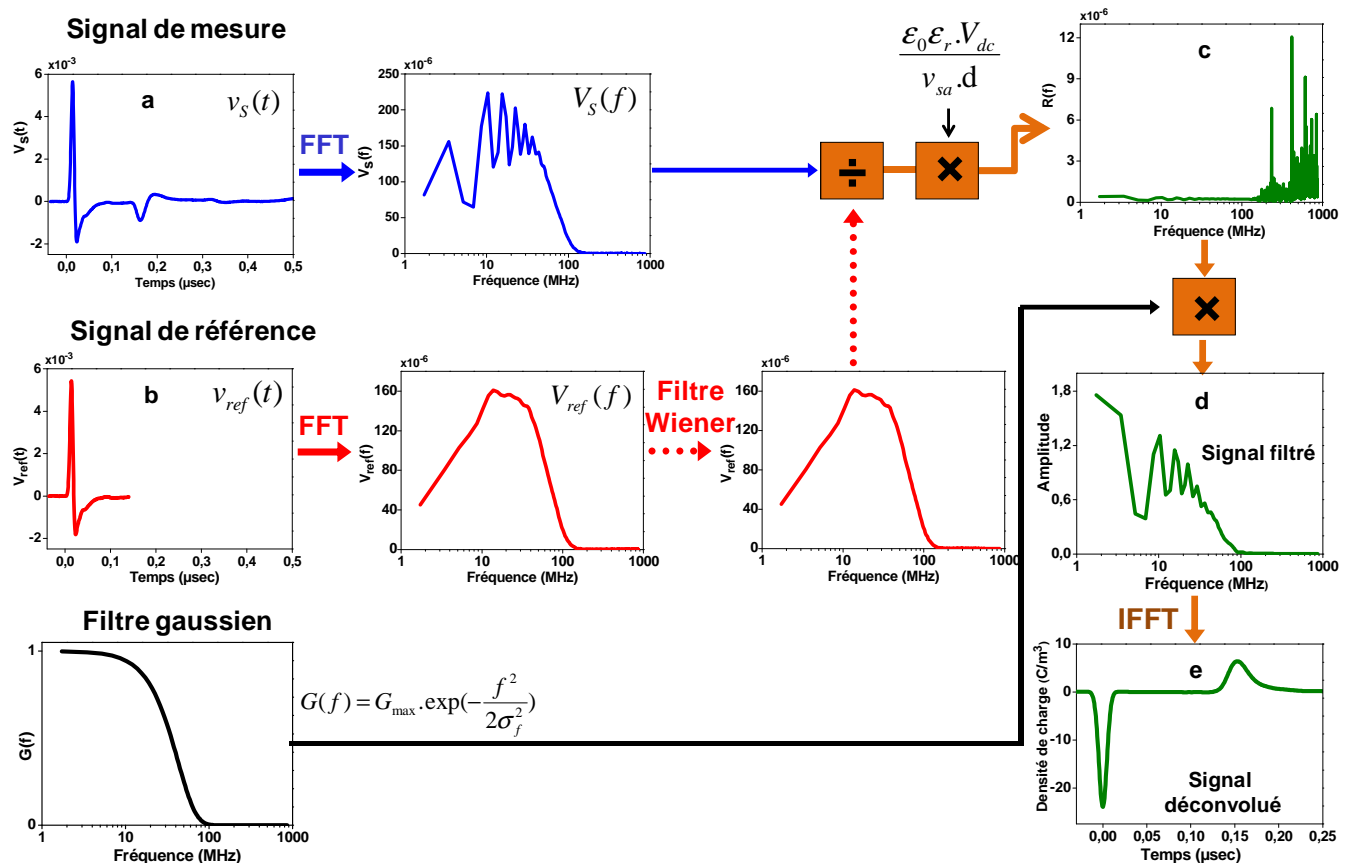 Signal de mesure
x10⁻³
6
4
2
0
-2
V_S(t)
a
v_S(t)
0,0 0,1 0,2 0,3 0,4 0,5
Temps (µsec)
FFT
x10⁻⁶
250
200
150
100
50
0
V_S(f)
V_S(f)
1 10 100 1000
Fréquence (MHz)
÷
ε₀ε_r.V_dc
v_sa.d
×
x10⁻⁶
12
9
6
3
0
R(f)
c
1 10 100 1000
Fréquence (MHz)
×
Signal de référence
x10⁻³
6
4
2
0
-2
V_ref(t)
b
v_ref(t)
0,0 0,1 0,2 0,3 0,4 0,5
Temps (µsec)
FFT
x10⁻⁶
160
120
80
40
0
V_ref(f)
V_ref(f)
1 10 100 1000
Fréquence (MHz)
Filtre
Wiener
x10⁻⁶
160
120
80
40
0
V_ref(f)
1 10 100 1000
Fréquence (MHz)
1,8
1,2
0,6
0,0
Amplitude
d
Signal filtré
1 10 100 1000
Fréquence (MHz)
IFFT
Filtre gaussien
1
0
G(f)
1 10 100 1000
Fréquence (MHz)
G(f) = G_max.exp(-f²/2σ_f²)
10
0
-10
-20
Densité de charge (C/m³)
e
Signal
déconvolué
0,00 0,05 0,10 0,15 0,20 0,25
Temps (µsec)